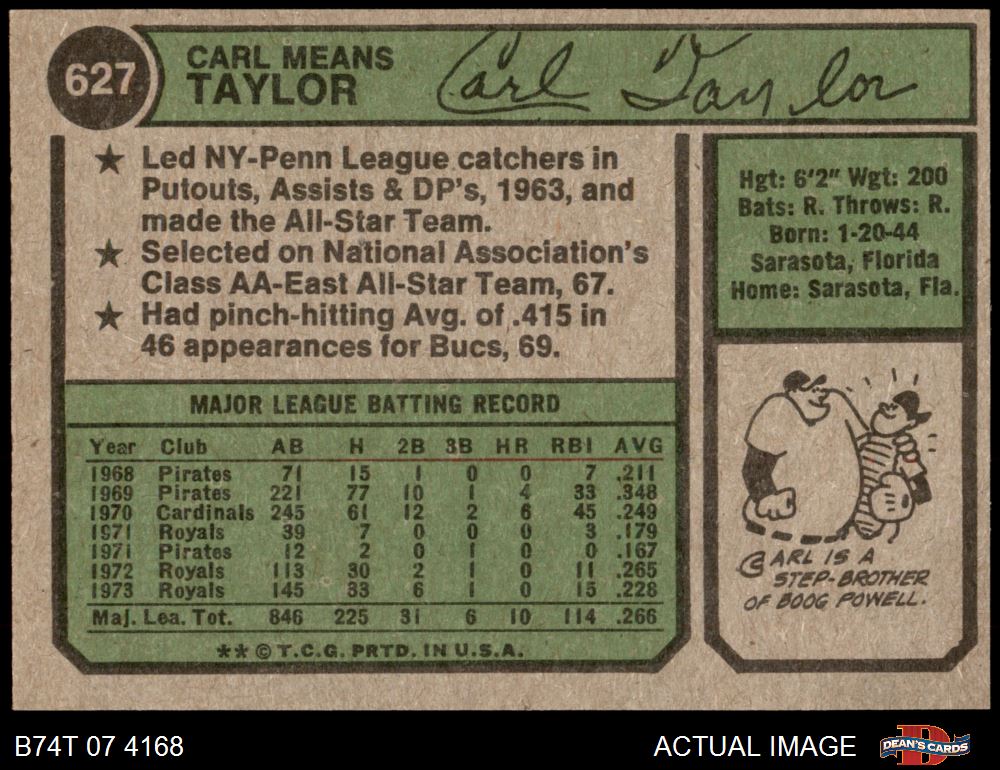 627
CARL MEANS
TAYLOR
Carl Taylor
★ Led NY-Penn League catchers in
Putouts, Assists & DP's, 1963, and
made the All-Star Team.
★ Selected on National Association's
Class AA-East All-Star Team, 67.
★ Had pinch-hitting Avg. of .415 in
46 appearances for Bucs, 69.
Hgt: 6'2" Wgt: 200
Bats: R. Throws: R.
Born: 1-20-44
Sarasota, Florida
Home: Sarasota, Fla.
MAJOR LEAGUE BATTING RECORD
Year Club AB H 2B 3B HR RBI AVG
1968 Pirates 71 15 1 0 0 7 .211
1969 Pirates 221 77 10 1 4 33 .348
1970 Cardinals 245 61 12 2 6 45 .249
1971 Royals 39 7 0 0 0 3 .179
1971 Pirates 12 2 0 1 0 0 .167
1972 Royals 113 30 2 1 0 11 .265
1973 Royals 145 33 6 1 0 15 .228
Maj. Lea. Tot. 846 225 31 6 10 114 .266
** © T.C.G. PRTD. IN U.S.A.
CARL IS A
STEP-BROTHER
OF BOOG POWELL.
B74T 07 4168
ACTUAL IMAGE
DEAN'S CARDS